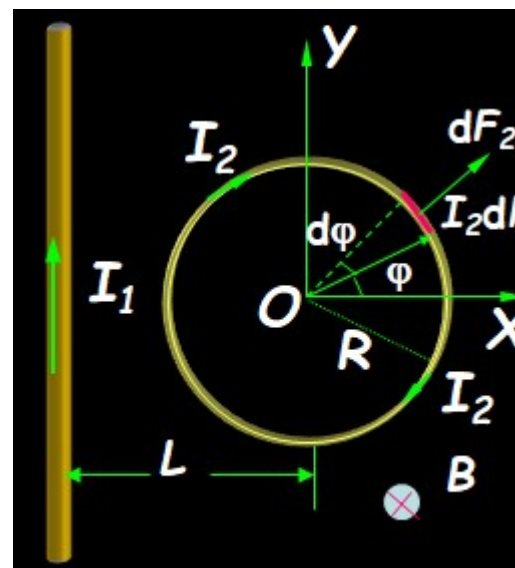 Y
I₂
dF₂
I₂dl
dφ
φ
I₁
O
X
R
I₂
L
B